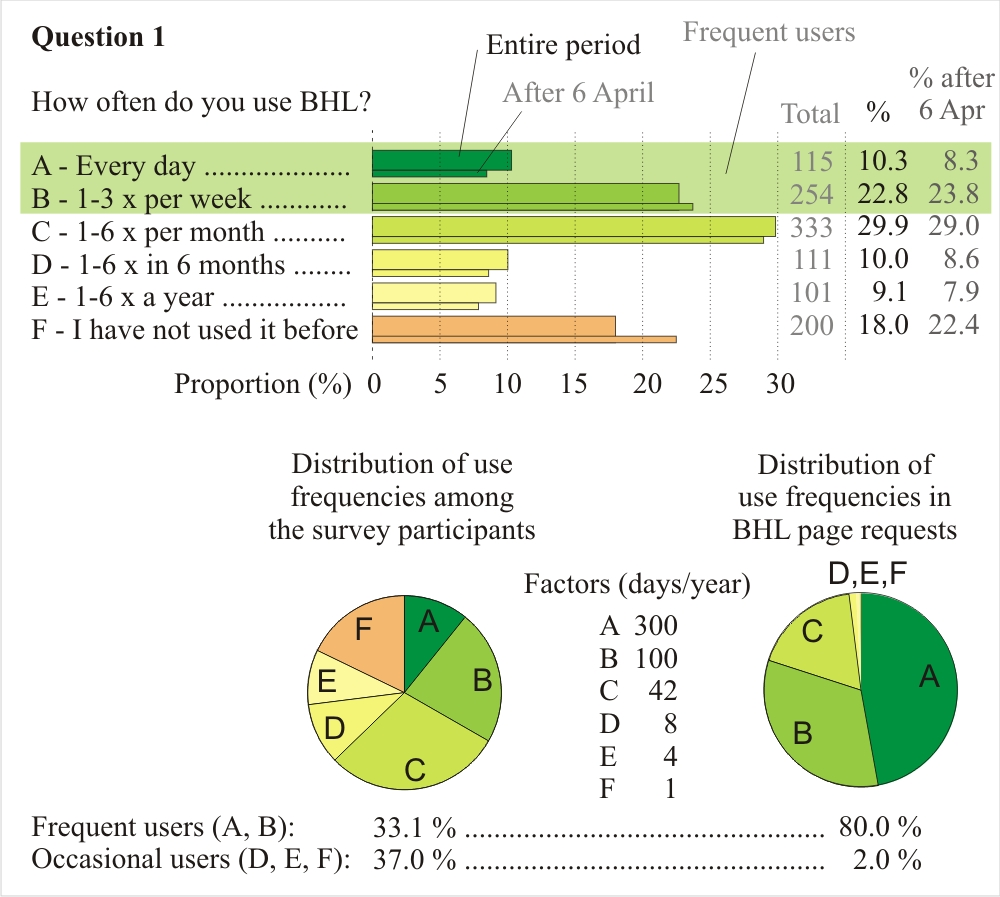 Question 1
Entire period
Frequent users
After 6 April
How often do you use BHL?
Total % % after 6 Apr
A - Every day ..................... 115 10.3 8.3
B - 1-3 x per week ............ 254 22.8 23.8
C - 1-6 x per month .......... 333 29.9 29.0
D - 1-6 x in 6 months ........ 111 10.0 8.6
E - 1-6 x a year ................. 101 9.1 7.9
F - I have not used it before 200 18.0 22.4
Proportion (%) 0 5 10 15 20 25 30
Distribution of use
frequencies among
the survey participants
Distribution of
use frequencies in
BHL page requests
A
B
C
D
E
F
Factors (days/year)
A 300
B 100
C 42
D 8
E 4
F 1
D,E,F
A
B
C
Frequent users (A, B): 33.1 % ..................................................... 80.0 %
Occasional users (D, E, F): 37.0 % ..................................................... 2.0 %